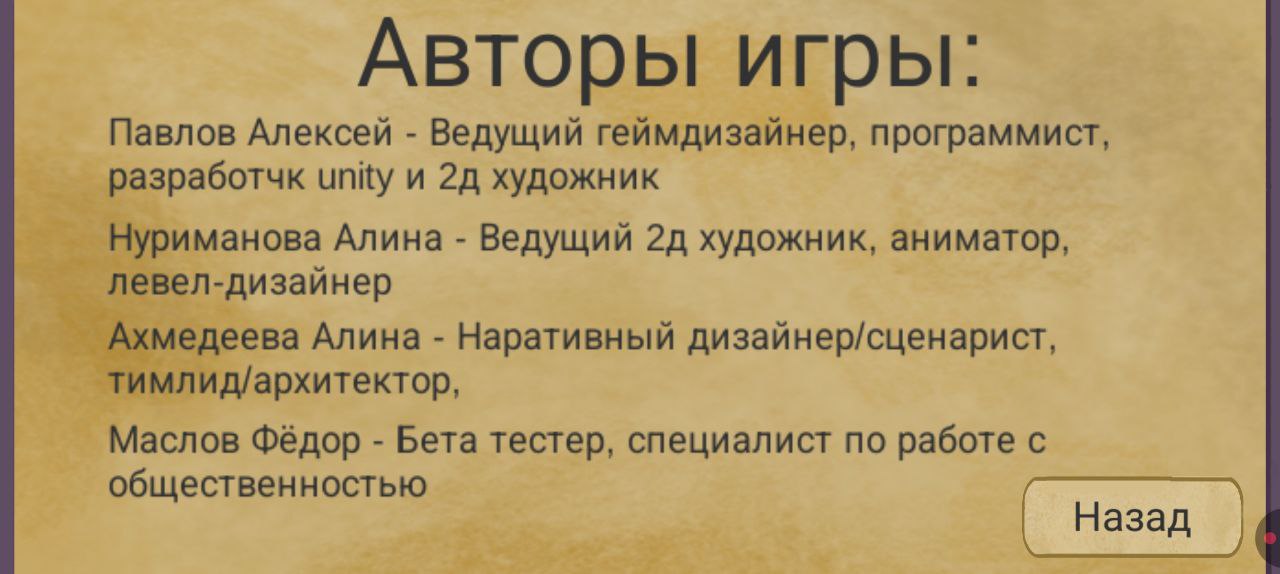 Авторы игры:
Павлов Алексей - Ведущий геймдизайнер, программист,
разработчк unity и 2д художник
Нуриманова Алина - Ведущий 2д художник, аниматор,
левел-дизайнер
Ахмедеева Алина - Наративный дизайнер/сценарист,
тимлид/архитектор,
Маслов Фёдор - Бета тестер, специалист по работе с
общественностью
Назад